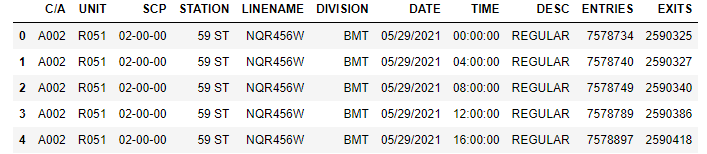 C/A UNIT SCP STATION LINENAME DIVISION DATE TIME DESC ENTRIES EXITS
0 A002 R051 02-00-00 59 ST NQR456W BMT 05/29/2021 00:00:00 REGULAR 7578734 2590325
1 A002 R051 02-00-00 59 ST NQR456W BMT 05/29/2021 04:00:00 REGULAR 7578740 2590327
2 A002 R051 02-00-00 59 ST NQR456W BMT 05/29/2021 08:00:00 REGULAR 7578749 2590340
3 A002 R051 02-00-00 59 ST NQR456W BMT 05/29/2021 12:00:00 REGULAR 7578789 2590386
4 A002 R051 02-00-00 59 ST NQR456W BMT 05/29/2021 16:00:00 REGULAR 7578897 2590418